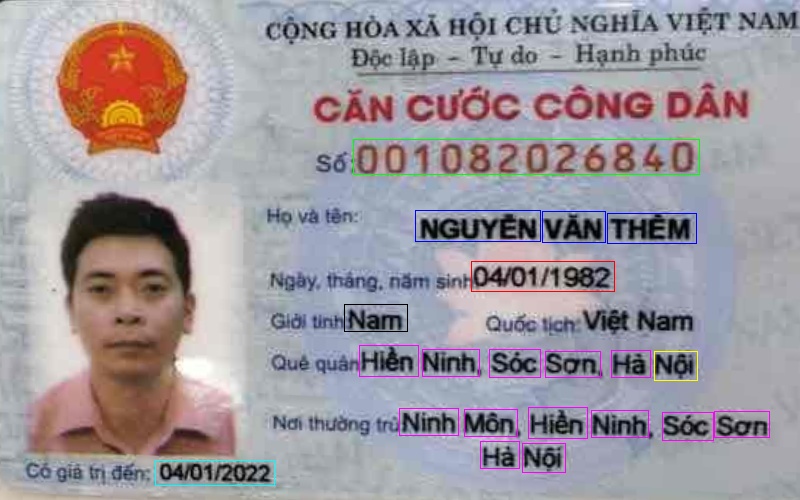 CỘNG HÒA XÃ HỘI CHỦ NGHĨA VIỆT NAM
Độc lập – Tự do – Hạnh phúc
CĂN CƯỚC CÔNG DÂN
Số: 001082026840
Họ và tên: NGUYỄN VĂN THÊM
Ngày, tháng, năm sinh: 04/01/1982
Giới tính: Nam Quốc tịch: Việt Nam
Quê quán: Hiền Ninh, Sóc Sơn, Hà Nội
Nơi thường trú: Ninh Môn, Hiền Ninh, Sóc Sơn
Hà Nội
Có giá trị đến: 04/01/2022